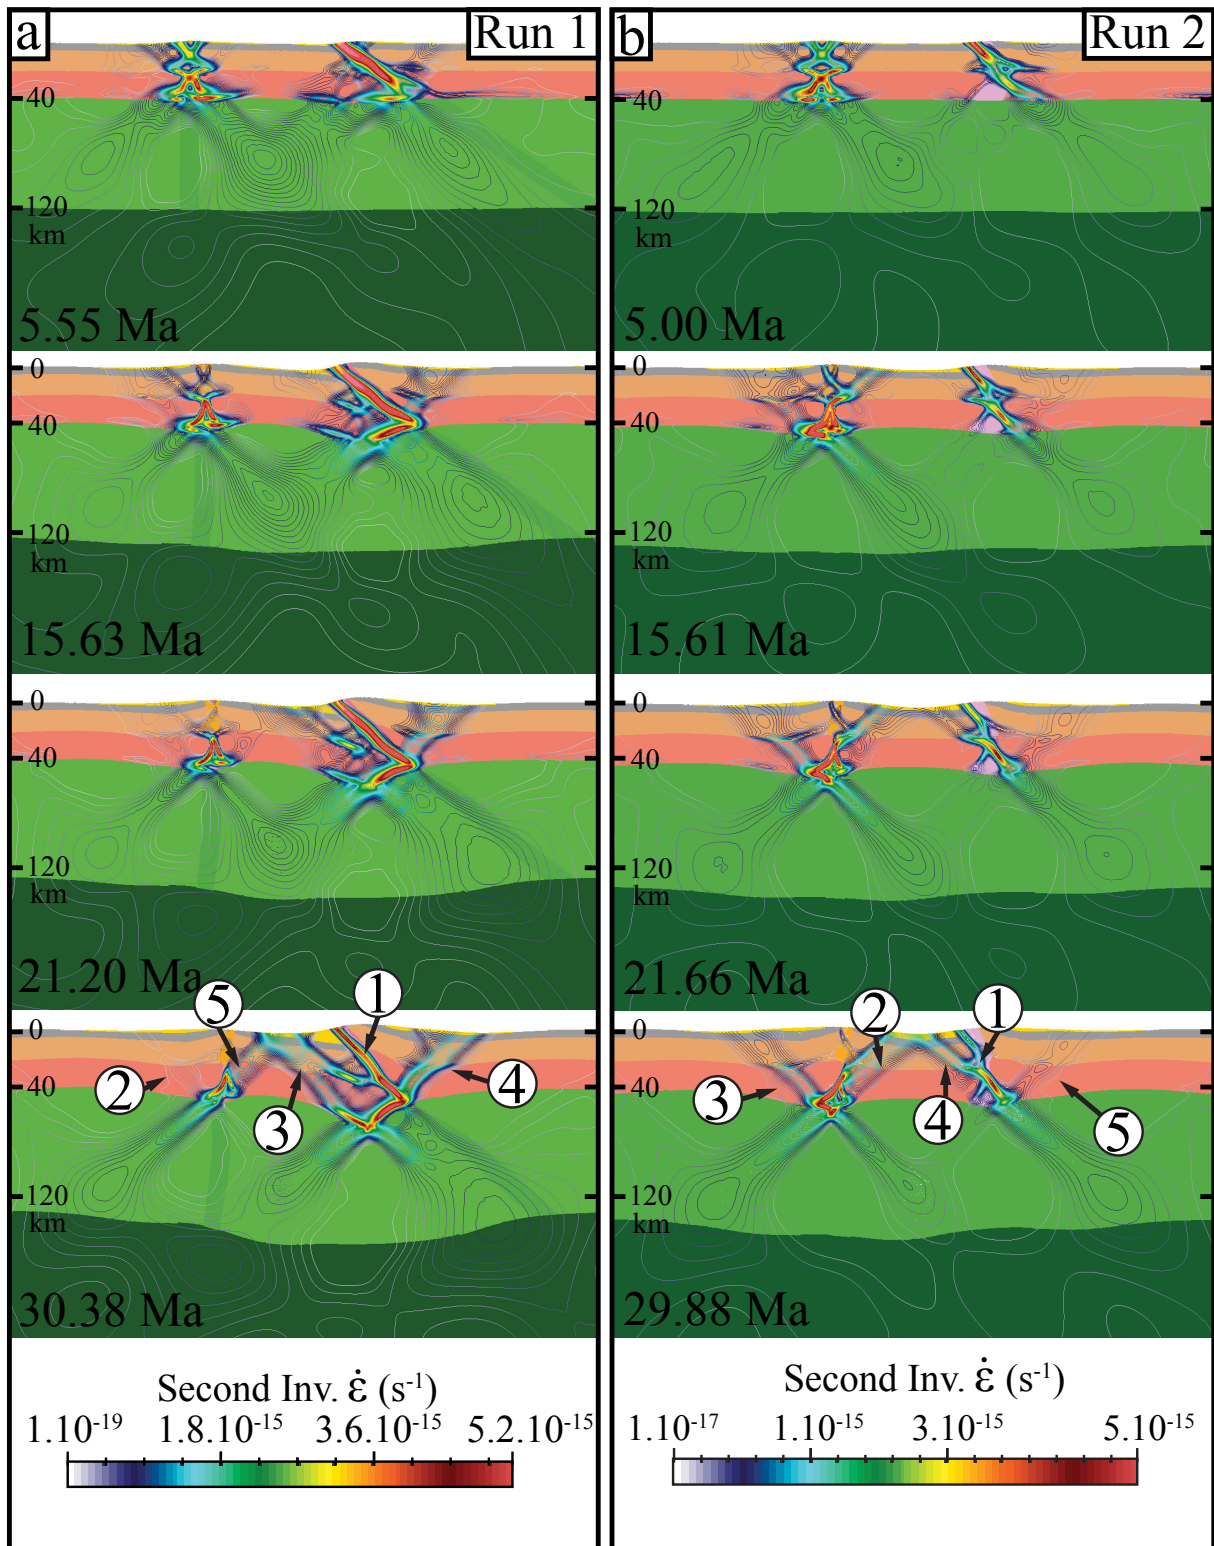 a
Run 1
40
120
km
5.55 Ma
0
40
120
km
15.63 Ma
0
40
120
km
21.20 Ma
5
1
0
2
40
3
4
120
km
30.38 Ma
Second Inv. ε̇ (s⁻¹)
1.10⁻¹⁹ 1.8.10⁻¹⁵ 3.6.10⁻¹⁵ 5.2.10⁻¹⁵
b
Run 2
40
120
km
5.00 Ma
0
40
120
km
15.61 Ma
0
40
120
km
21.66 Ma
2
1
0
3
40
4
5
120
km
29.88 Ma
Second Inv. ε̇ (s⁻¹)
1.10⁻¹⁷ 1.10⁻¹⁵ 3.10⁻¹⁵ 5.10⁻¹⁵